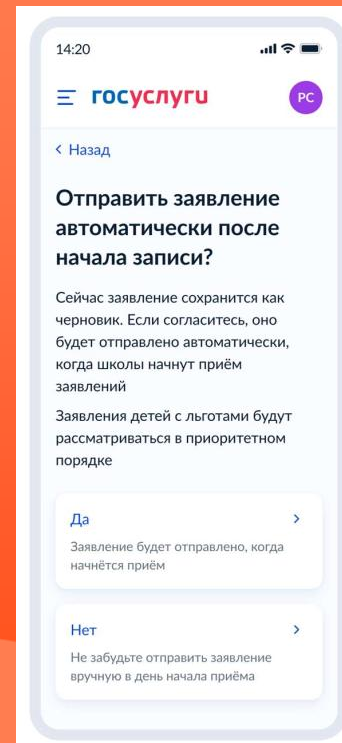 14:20
госуслуги
РС
Назад
Отправить заявление
автоматически после
начала записи?
Сейчас заявление сохранится как
черновик. Если согласитесь, оно
будет отправлено автоматически,
когда школы начнут приём
заявлений
Заявления детей с льготами будут
рассматриваться в приоритетном
порядке
Да
Заявление будет отправлено, когда
начнётся приём
Нет
Не забудьте отправить заявление
вручную в день начала приёма